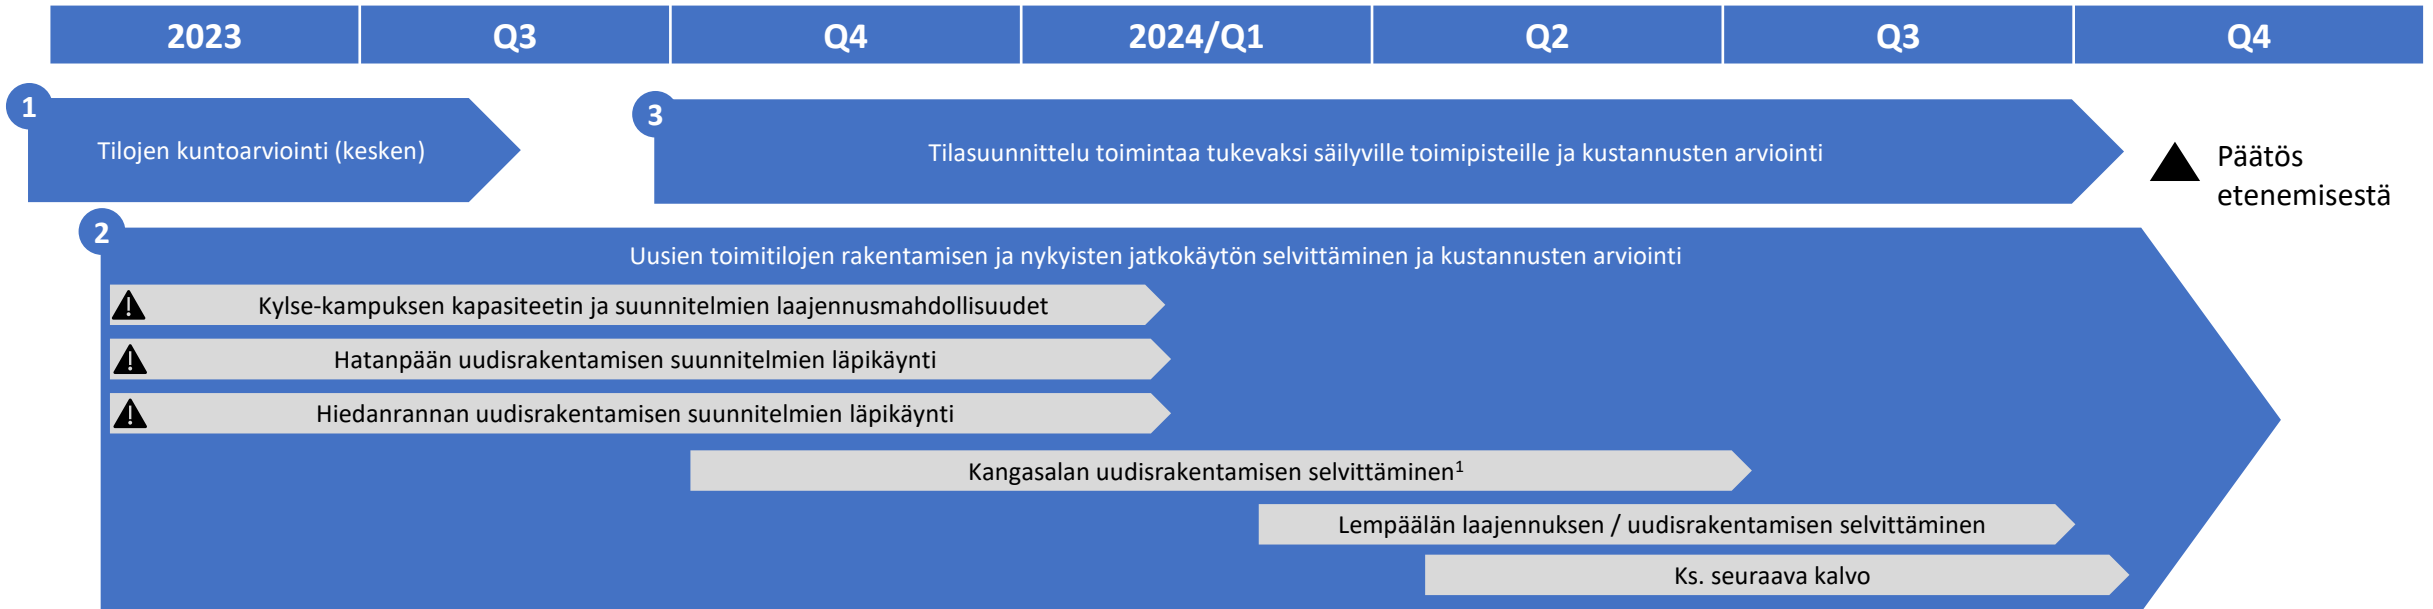 2023
Q3
Q4
2024/Q1
Q2
Q3
Q4
1
Tilojen kuntoarviointi (kesken)
3
Tilasuunnittelu toimintaa tukevaksi säilyville toimipisteille ja kustannusten arviointi
Päätös
etenemisestä
2
Uusien toimitilojen rakentamisen ja nykyisten jatkokäytön selvittäminen ja kustannusten arviointi
Kylse-kampuksen kapasiteetin ja suunnitelmien laajennusmahdollisuudet
Hatanpään uudisrakentamisen suunnitelmien läpikäynti
Hiedanrannan uudisrakentamisen suunnitelmien läpikäynti
Kangasalan uudisrakentamisen selvittäminen¹
Lempäälän laajennuksen / uudisrakentamisen selvittäminen
Ks. seuraava kalvo